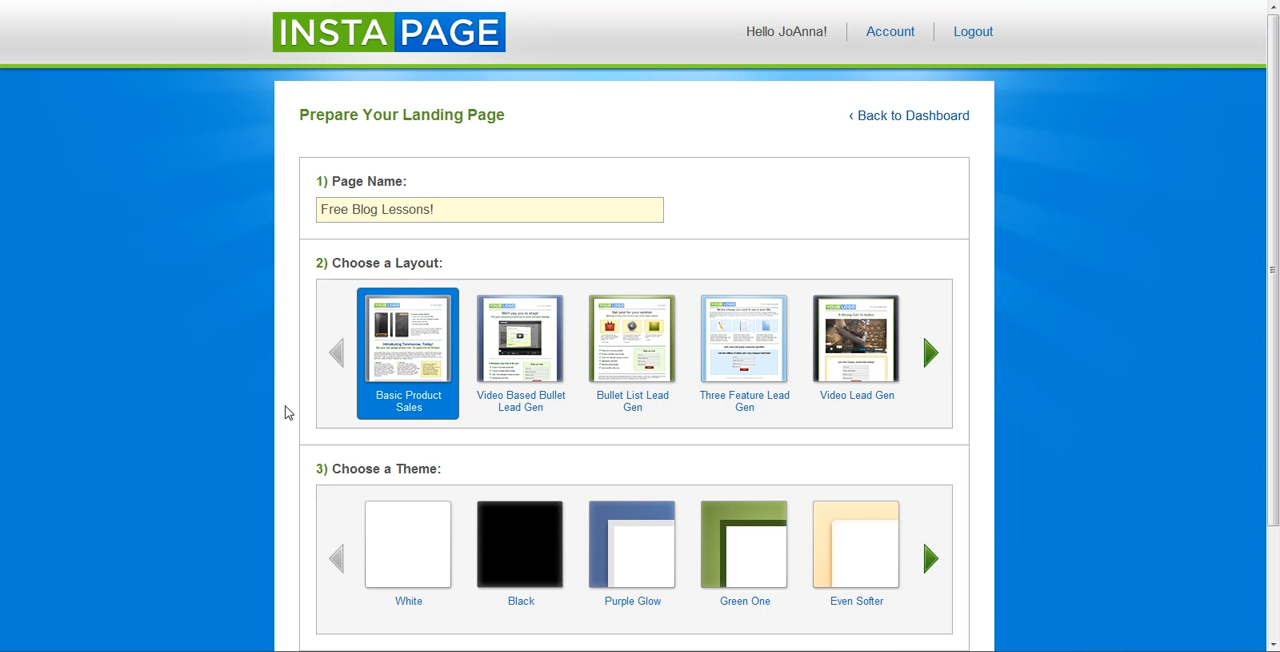 INSTAPAGE
Hello JoAnna!
Account
Logout
Prepare Your Landing Page
‹ Back to Dashboard
1) Page Name:
Free Blog Lessons!
2) Choose a Layout:
Basic Product
Sales
Video Based Bullet
Lead Gen
Bullet List Lead
Gen
Three Feature Lead
Gen
Video Lead Gen
3) Choose a Theme:
White
Black
Purple Glow
Green One
Even Softer